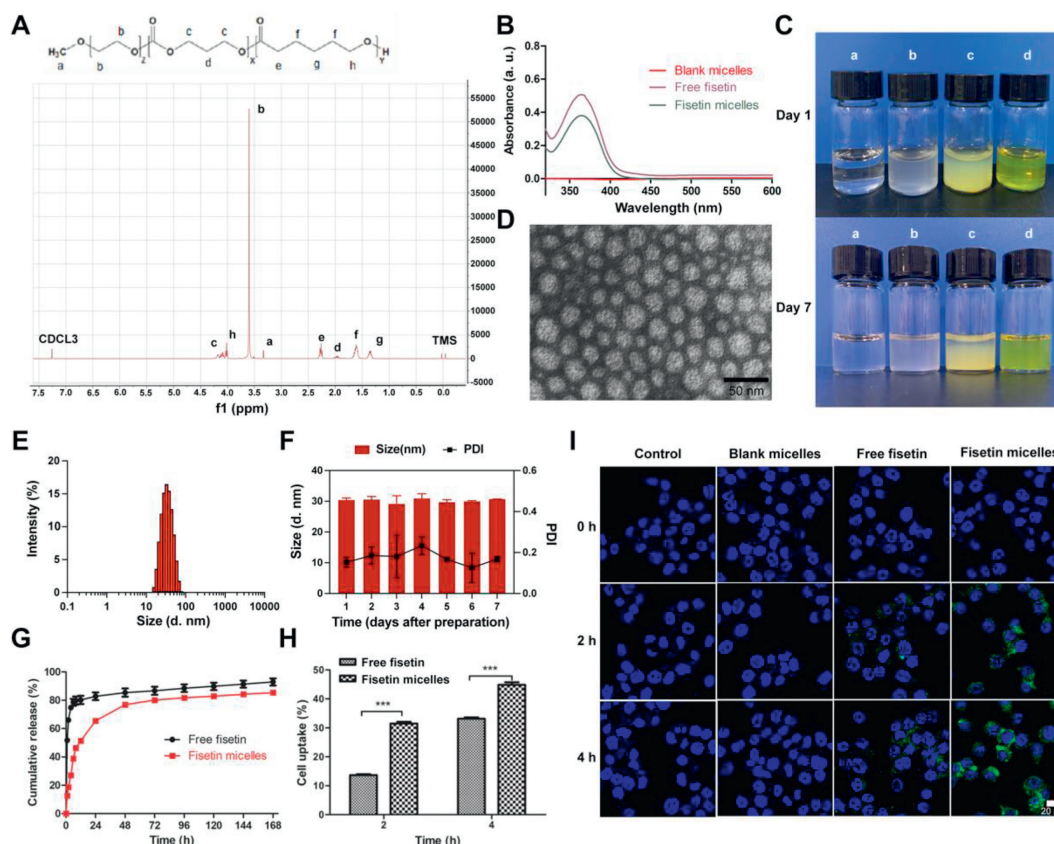 A
O
O
b
c
c
f
f
H₃C
O
O
O
O
O
H
a
b
z
d
x
e
g
h
Y
55000
50000
45000
40000
35000
30000
25000
20000
15000
10000
5000
0
-5000
b
CDCL3
c
h
a
e
d
f
g
TMS
7.5
7.0
6.5
6.0
5.5
5.0
4.5
4.0
3.5
3.0
2.5
2.0
1.5
1.0
0.5
0.0
f1 (ppm)
B
Absorbance (a. u.)
0.8
0.6
0.4
0.2
0.0
Blank micelles
Free fisetin
Fisetin micelles
350 400 450 500 550 600
Wavelength (nm)
C
a b c d
Day 1
a b c d
Day 7
D
50 nm
E
Intensity (%)
20
15
10
5
0
0.1 1 10 100 1000 10000
Size (d. nm)
F
Size(nm) PDI
Size (d. nm)
40
30
20
10
0
0.6
0.4
0.2
0.0
PDI
1 2 3 4 5 6 7
Time (days after preparation)
G
Cumulative release (%)
100
80
60
40
20
0
Free fisetin
Fisetin micelles
0 24 48 72 96 120 144 168
Time (h)
H
Free fisetin
Fisetin micelles
Cell uptake (%)
50
40
30
20
10
0
***
***
2 4
Time (h)
I
Control Blank micelles Free fisetin Fisetin micelles
0 h
2 h
4 h
20